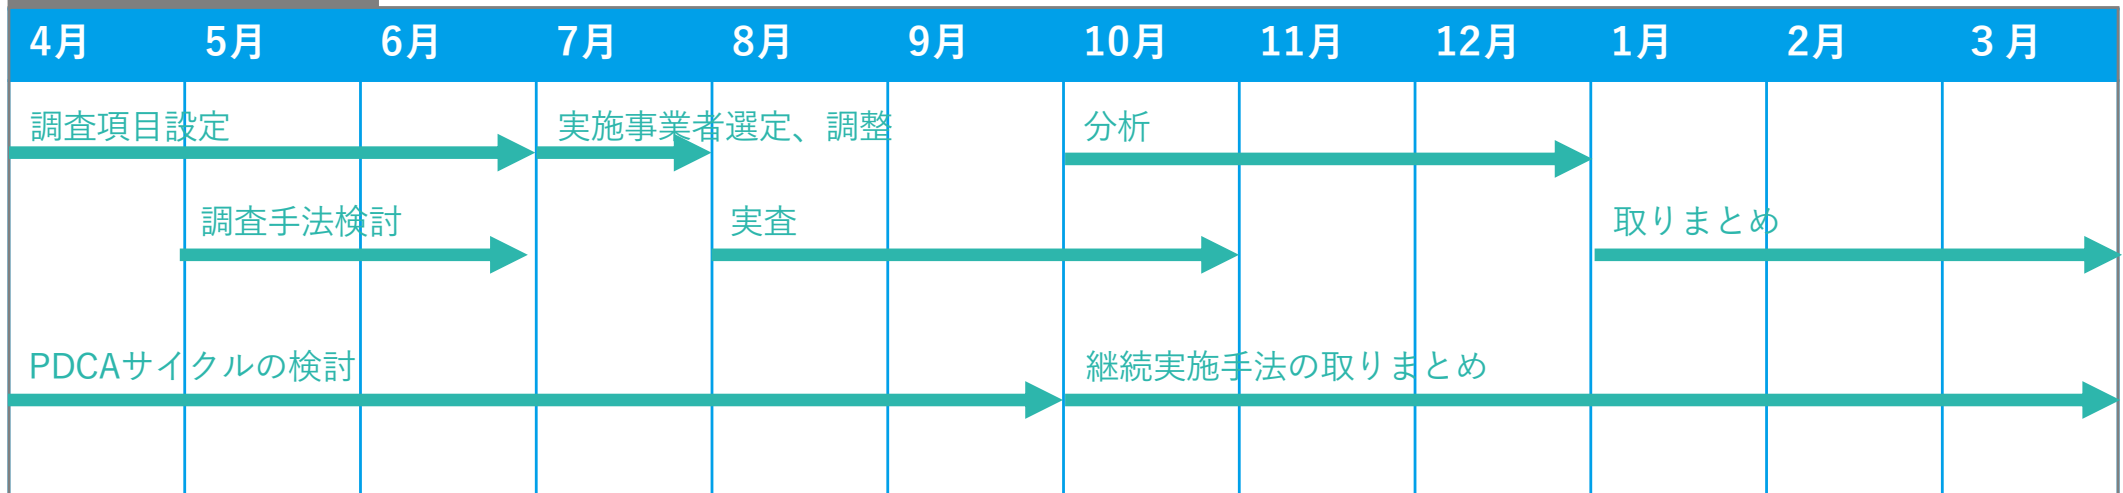 4月 5月 6月 7月 8月 9月 10月 11月 12月 1月 2月 3月
調査項目設定 実施事業者選定、調整 分析
調査手法検討 実査 取りまとめ
PDCAサイクルの検討 継続実施手法の取りまとめ